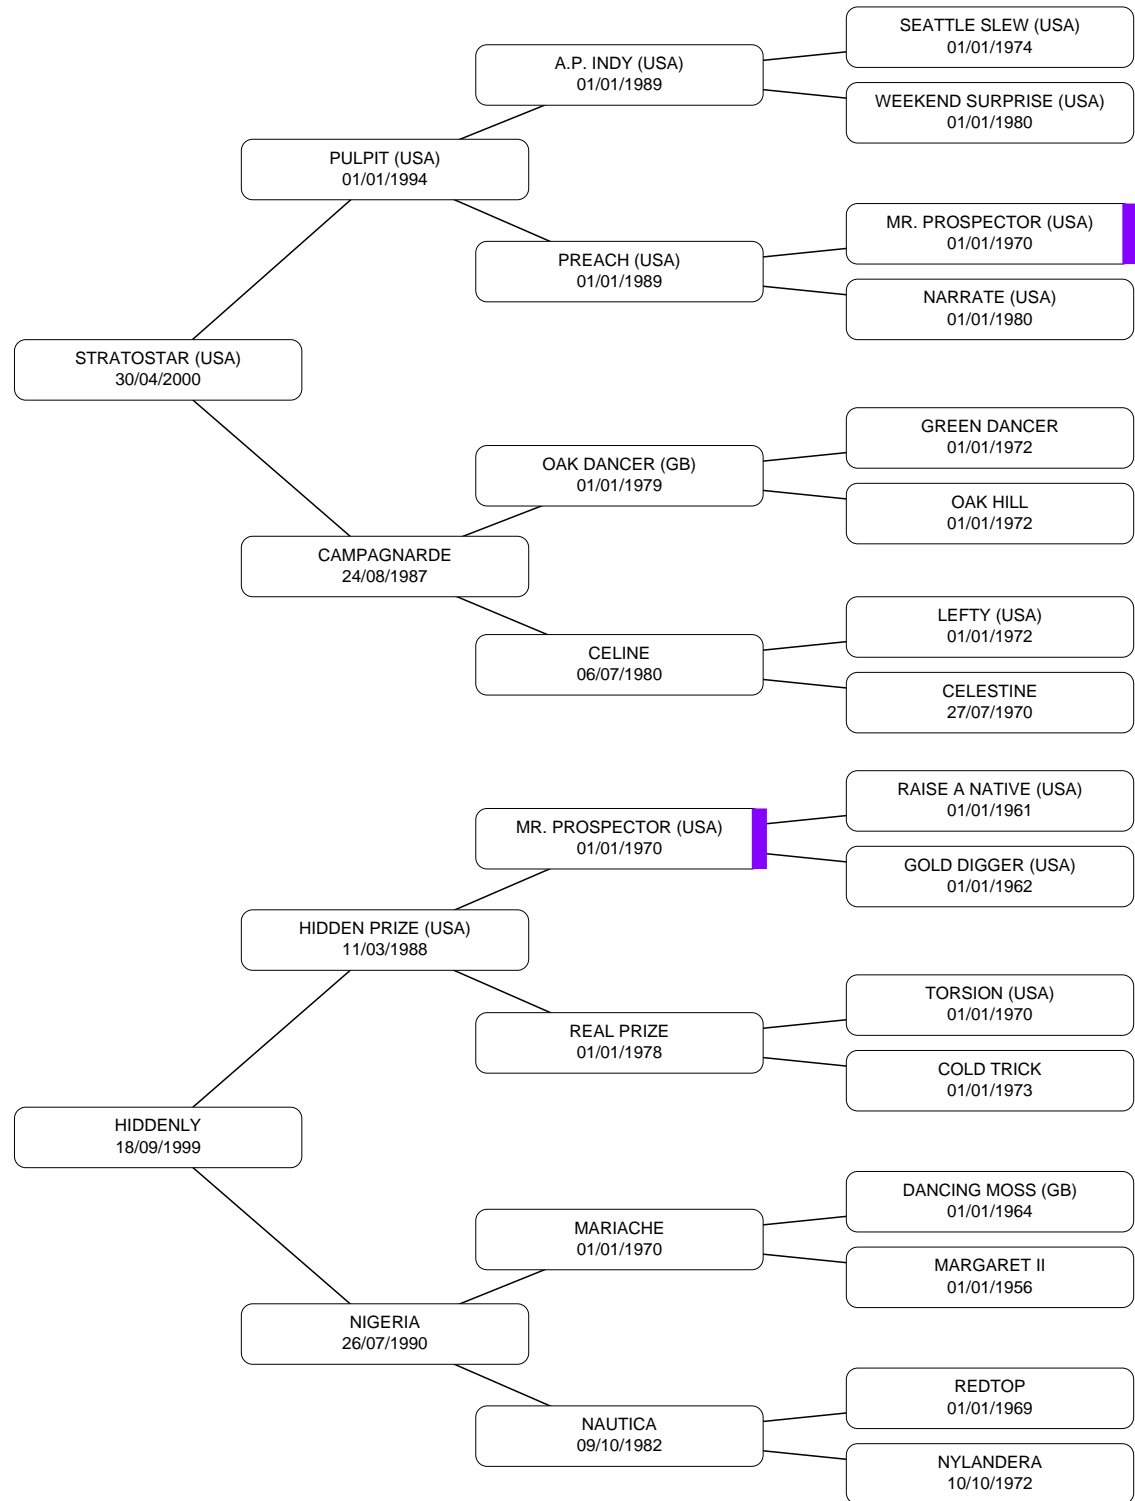 SEATTLE SLEW (USA)
01/01/1974
A.P. INDY (USA)
01/01/1989
WEEKEND SURPRISE (USA)
01/01/1980
PULPIT (USA)
01/01/1994
MR. PROSPECTOR (USA)
01/01/1970
PREACH (USA)
01/01/1989
NARRATE (USA)
01/01/1980
STRATOSTAR (USA)
30/04/2000
GREEN DANCER
01/01/1972
OAK DANCER (GB)
01/01/1979
OAK HILL
01/01/1972
CAMPAGNARDE
24/08/1987
LEFTY (USA)
01/01/1972
CELINE
06/07/1980
CELESTINE
27/07/1970
RAISE A NATIVE (USA)
01/01/1961
MR. PROSPECTOR (USA)
01/01/1970
GOLD DIGGER (USA)
01/01/1962
HIDDEN PRIZE (USA)
11/03/1988
TORSION (USA)
01/01/1970
REAL PRIZE
01/01/1978
COLD TRICK
01/01/1973
HIDDENLY
18/09/1999
DANCING MOSS (GB)
01/01/1964
MARIACHE
01/01/1970
MARGARET II
01/01/1956
NIGERIA
26/07/1990
REDTOP
01/01/1969
NAUTICA
09/10/1982
NYLANDERA
10/10/1972